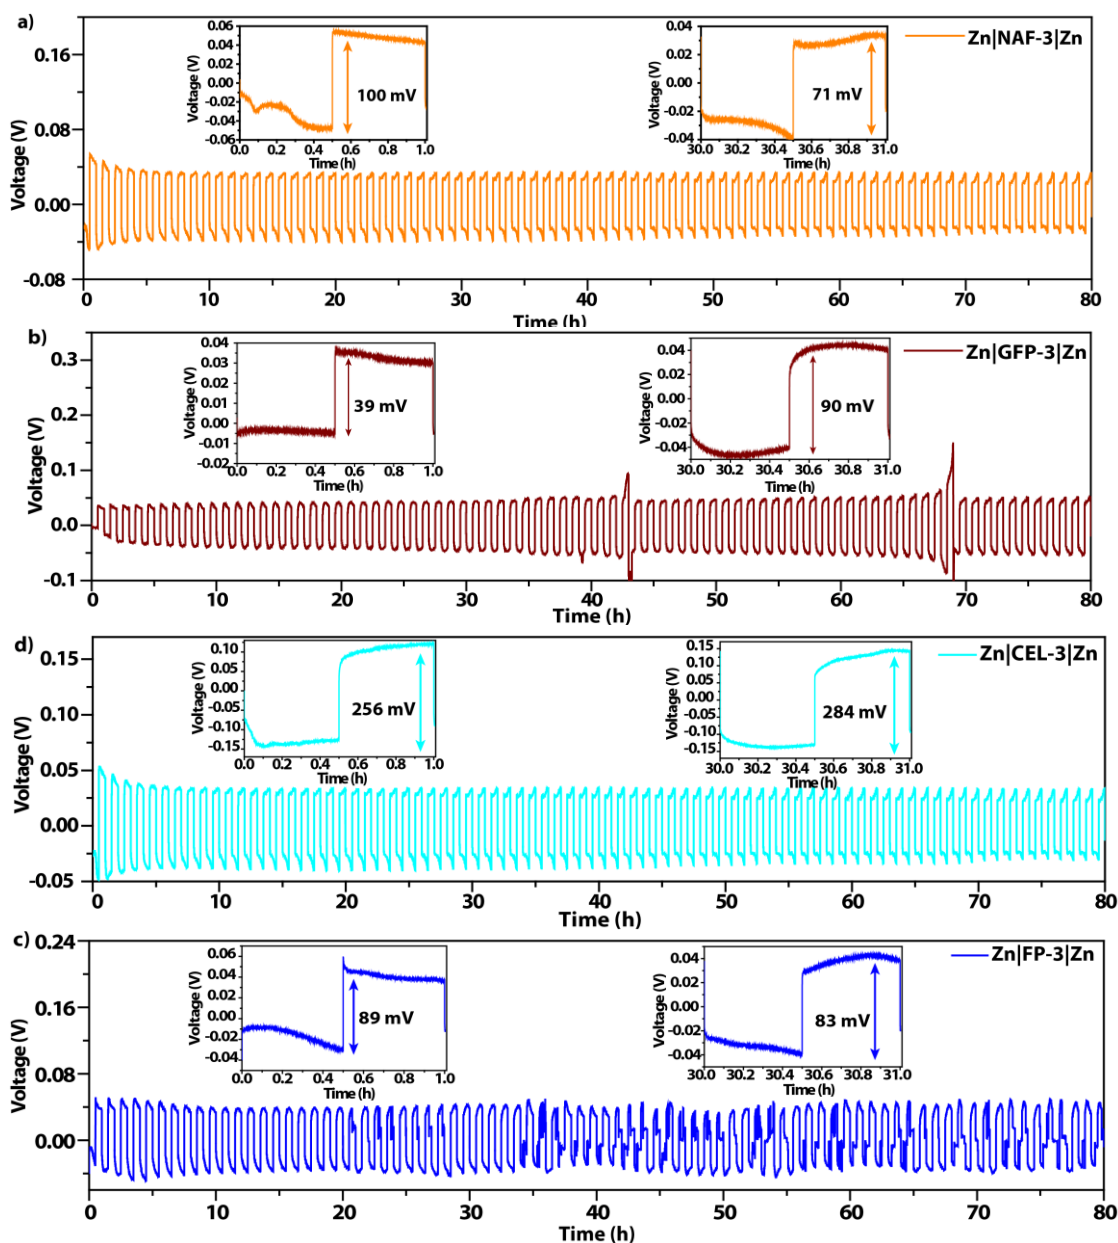 a)
Zn|NAF-3|Zn
Voltage (V)
0.16
0.08
0.00
-0.08
0 10 20 30 40 50 60 70 80
Time (h)
Voltage (V)
0.06
0.04
0.02
0.00
-0.02
-0.04
-0.06
100 mV
0.0 0.2 0.4 0.6 0.8 1.0
Time (h)
Voltage (V)
0.04
0.02
0.00
-0.02
-0.04
71 mV
30.0 30.2 30.4 30.6 30.8 31.0
Time (h)
b)
Zn|GFP-3|Zn
Voltage (V)
0.3
0.2
0.1
0.0
-0.1
0 10 20 30 40 50 60 70 80
Time (h)
Voltage (V)
0.04
0.03
0.02
0.01
0.00
-0.01
-0.02
39 mV
0.0 0.2 0.4 0.6 0.8 1.0
Time (h)
Voltage (V)
0.04
0.02
0.00
-0.02
-0.04
90 mV
30.0 30.2 30.4 30.6 30.8 31.0
Time (h)
d)
Zn|CEL-3|Zn
Voltage (V)
0.15
0.10
0.05
0.00
-0.05
0 10 20 30 40 50 60 70 80
Time (h)
Voltage (V)
0.10
0.05
0.00
-0.05
-0.10
-0.15
256 mV
0.0 0.2 0.4 0.6 0.8 1.0
Time (h)
Voltage (V)
0.15
0.10
0.05
0.00
-0.05
-0.10
-0.15
284 mV
30.0 30.2 30.4 30.6 30.8 31.0
Time (h)
c)
Zn|FP-3|Zn
Voltage (V)
0.24
0.16
0.08
0.00
0 10 20 30 40 50 60 70 80
Time (h)
Voltage (V)
0.06
0.04
0.02
0.00
-0.02
-0.04
89 mV
0.0 0.2 0.4 0.6 0.8 1.0
Time (h)
Voltage (V)
0.04
0.02
0.00
-0.02
-0.04
83 mV
30.0 30.2 30.4 30.6 30.8 31.0
Time (h)